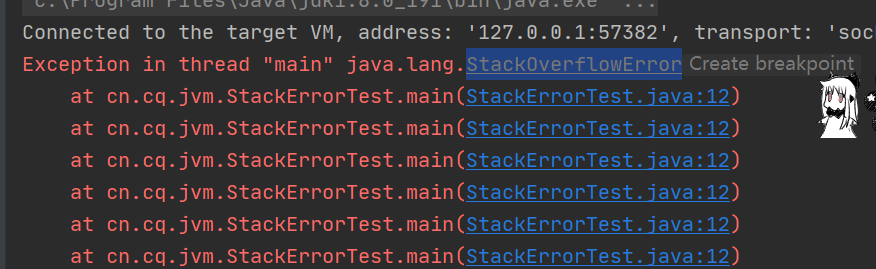 C:\Program Files\Java\jdk1.8.0_191\bin\java.exe" ...
Connected to the target VM, address: '127.0.0.1:57382', transport: 'soc
Exception in thread "main" java.lang.StackOverflowError Create breakpoint
at cn.cq.jvm.StackErrorTest.main(StackErrorTest.java:12)
at cn.cq.jvm.StackErrorTest.main(StackErrorTest.java:12)
at cn.cq.jvm.StackErrorTest.main(StackErrorTest.java:12)
at cn.cq.jvm.StackErrorTest.main(StackErrorTest.java:12)
at cn.cq.jvm.StackErrorTest.main(StackErrorTest.java:12)
at cn.cq.jvm.StackErrorTest.main(StackErrorTest.java:12)